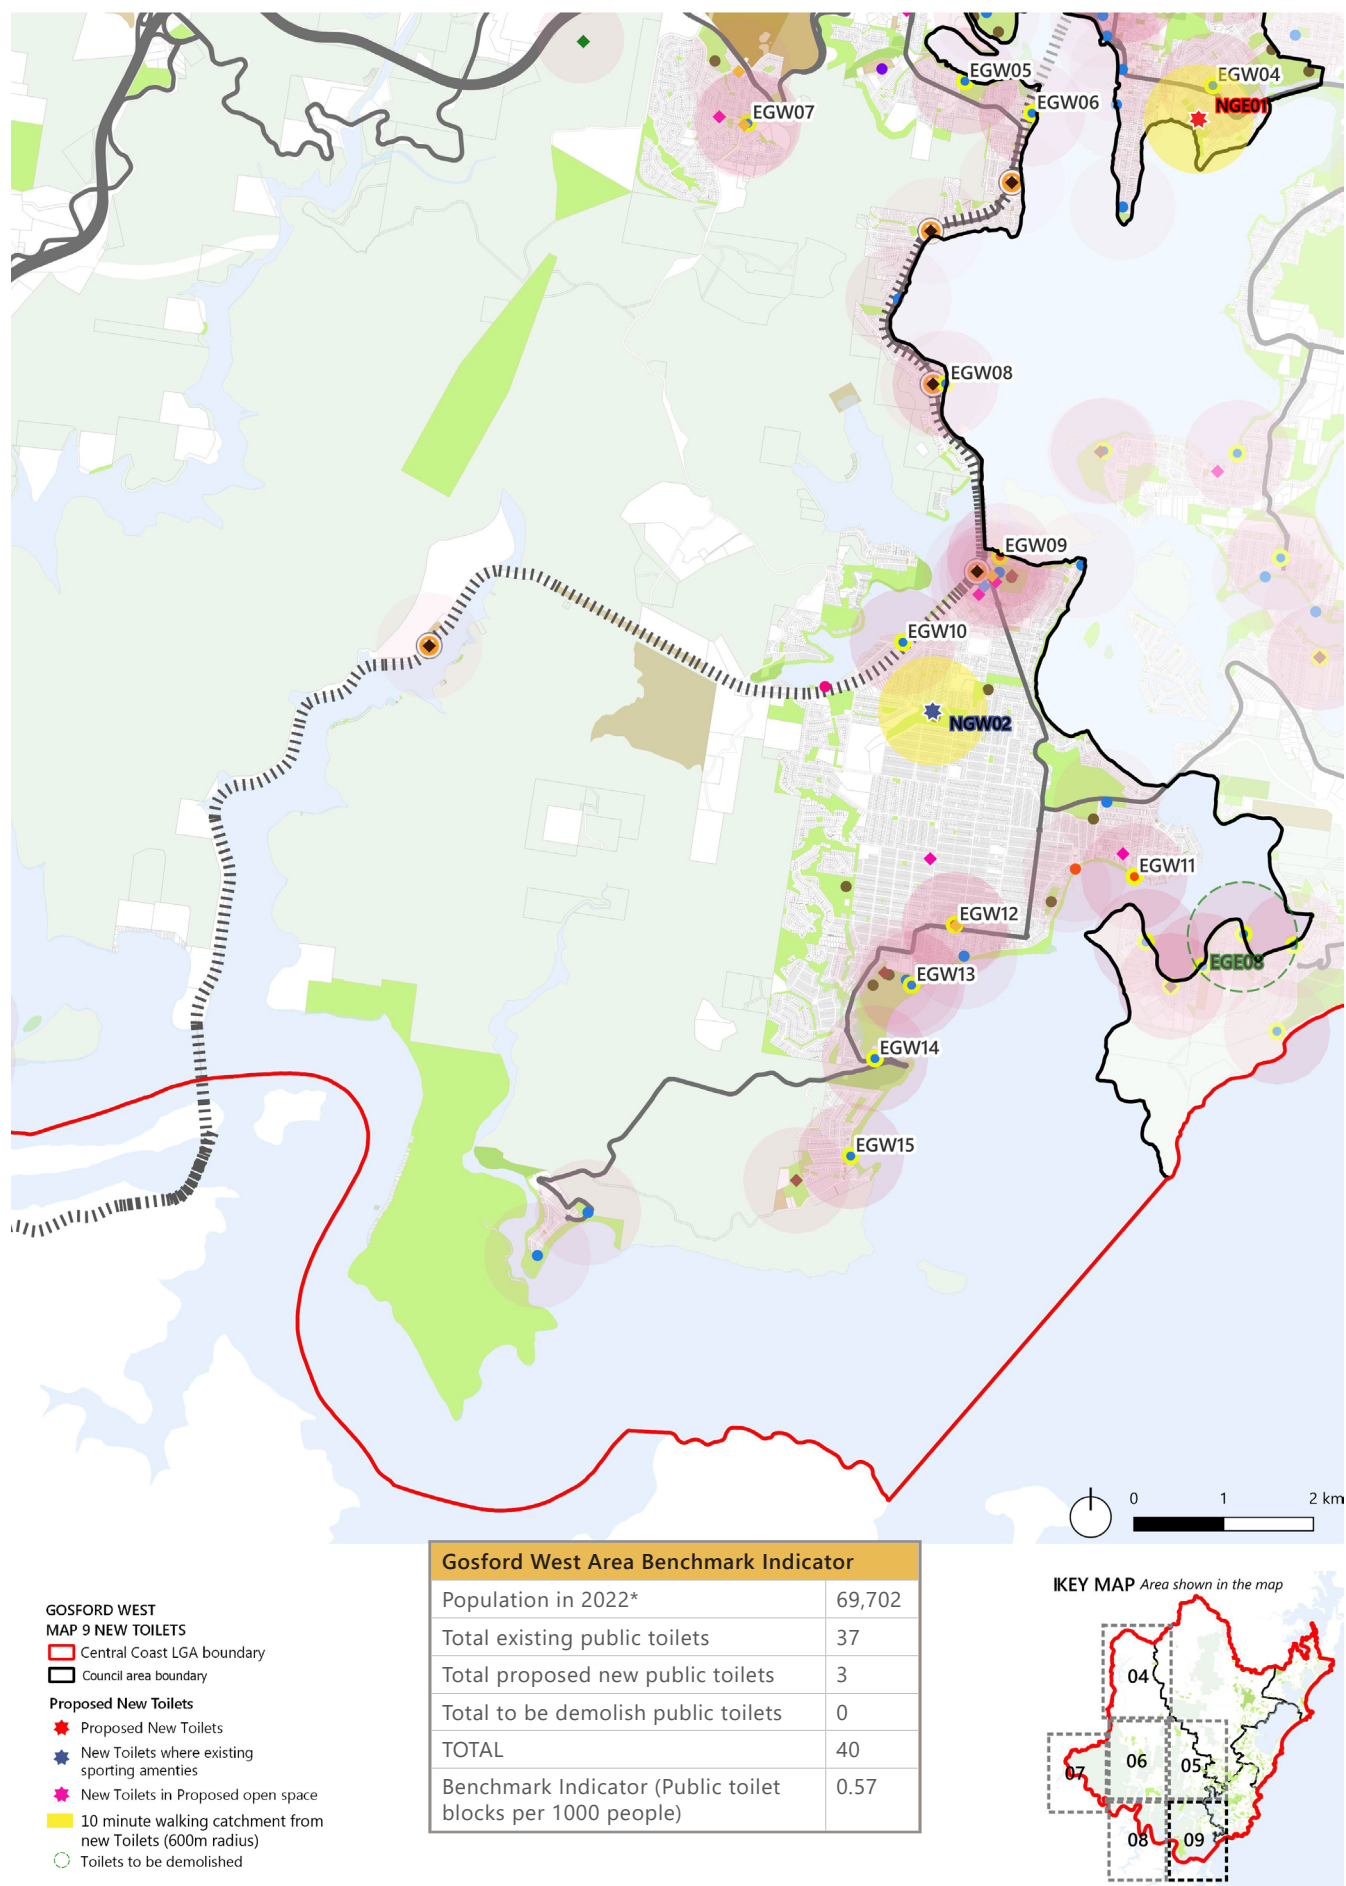 EGW05
EGW04
EGW06
NGE01
EGW07
EGW08
EGW09
EGW10
NGW02
EGW11
EGW12
EGE08
EGW13
EGW14
EGW15
0 1 2 km
Gosford West Area Benchmark Indicator
Population in 2022* 69,702
Total existing public toilets 37
Total proposed new public toilets 3
Total to be demolish public toilets 0
TOTAL 40
Benchmark Indicator (Public toilet
blocks per 1000 people) 0.57
GOSFORD WEST
MAP 9 NEW TOILETS
Central Coast LGA boundary
Council area boundary
Proposed New Toilets
Proposed New Toilets
New Toilets where existing
sporting amenties
New Toilets in Proposed open space
10 minute walking catchment from
new Toilets (600m radius)
Toilets to be demolished
KEY MAP Area shown in the map
04
05
06
07
08
09